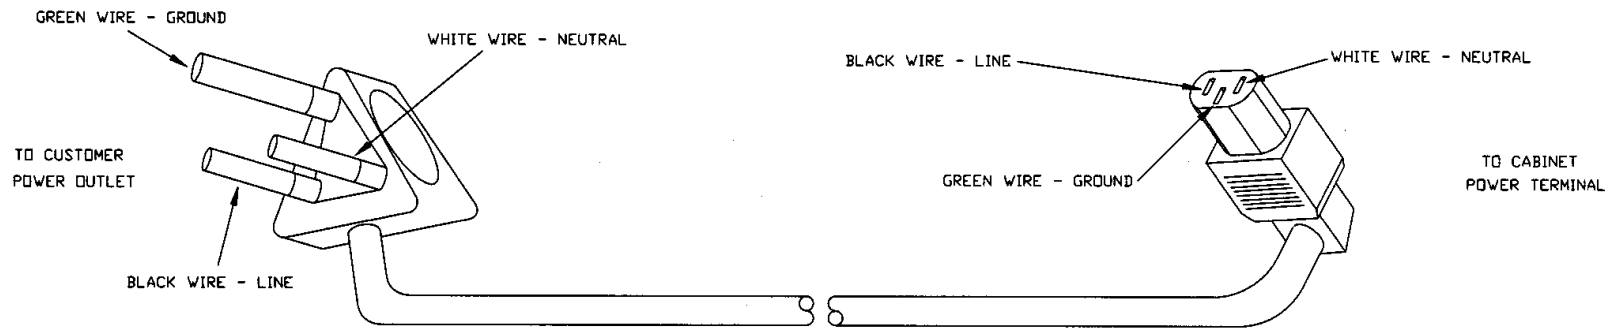 GREEN WIRE - GROUND
WHITE WIRE - NEUTRAL
TO CUSTOMER
POWER OUTLET
BLACK WIRE - LINE
BLACK WIRE - LINE
WHITE WIRE - NEUTRAL
GREEN WIRE - GROUND
TO CABINET
POWER TERMINAL